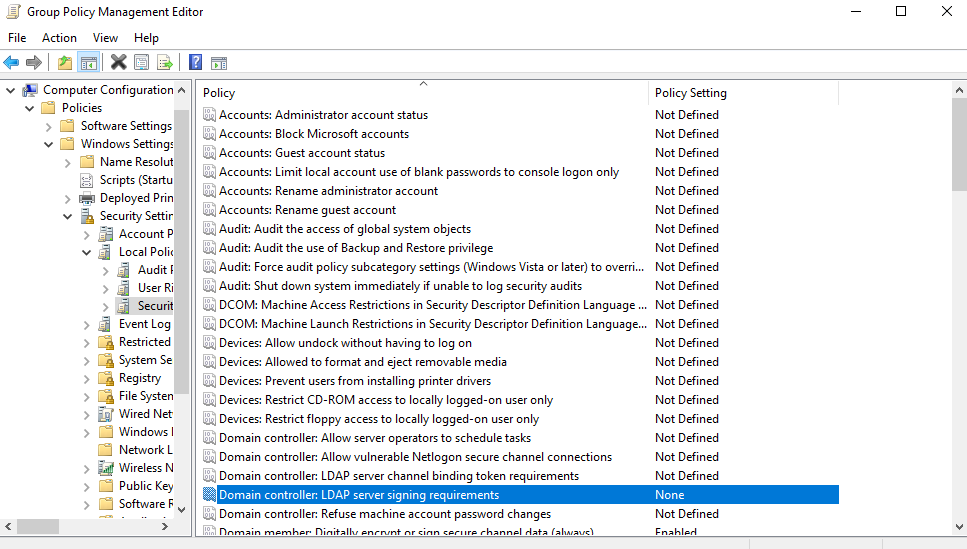 Group Policy Management Editor
File Action View Help
Computer Configuration
Policies
Software Settings
Windows Settings
Name Resolut
Scripts (Startu
Deployed Prin
Security Settin
Account P
Local Polic
Audit P
User Ri
Securit
Event Log
Restricted
System Se
Registry
File System
Wired Net
Windows
Network L
Wireless N
Public Key
Software R
Policy Policy Setting
Accounts: Administrator account status Not Defined
Accounts: Block Microsoft accounts Not Defined
Accounts: Guest account status Not Defined
Accounts: Limit local account use of blank passwords to console logon only Not Defined
Accounts: Rename administrator account Not Defined
Accounts: Rename guest account Not Defined
Audit: Audit the access of global system objects Not Defined
Audit: Audit the use of Backup and Restore privilege Not Defined
Audit: Force audit policy subcategory settings (Windows Vista or later) to overri... Not Defined
Audit: Shut down system immediately if unable to log security audits Not Defined
DCOM: Machine Access Restrictions in Security Descriptor Definition Language ... Not Defined
DCOM: Machine Launch Restrictions in Security Descriptor Definition Language... Not Defined
Devices: Allow undock without having to log on Not Defined
Devices: Allowed to format and eject removable media Not Defined
Devices: Prevent users from installing printer drivers Not Defined
Devices: Restrict CD-ROM access to locally logged-on user only Not Defined
Devices: Restrict floppy access to locally logged-on user only Not Defined
Domain controller: Allow server operators to schedule tasks Not Defined
Domain controller: Allow vulnerable Netlogon secure channel connections Not Defined
Domain controller: LDAP server channel binding token requirements Not Defined
Domain controller: LDAP server signing requirements None
Domain controller: Refuse machine account password changes Not Defined
Domain member: Digitally encrypt or sign secure channel data (always) Enabled